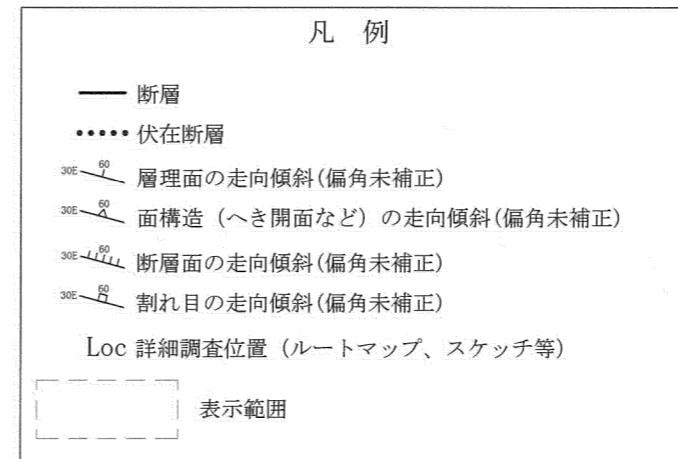 凡 例
断層
伏在断層
30E 60 層理面の走向傾斜(偏角未補正)
30E 60 面構造（へき開面など）の走向傾斜(偏角未補正)
30E 60 断層面の走向傾斜(偏角未補正)
30E 60 割れ目の走向傾斜(偏角未補正)
Loc 詳細調査位置（ルートマップ、スケッチ等）
表示範囲